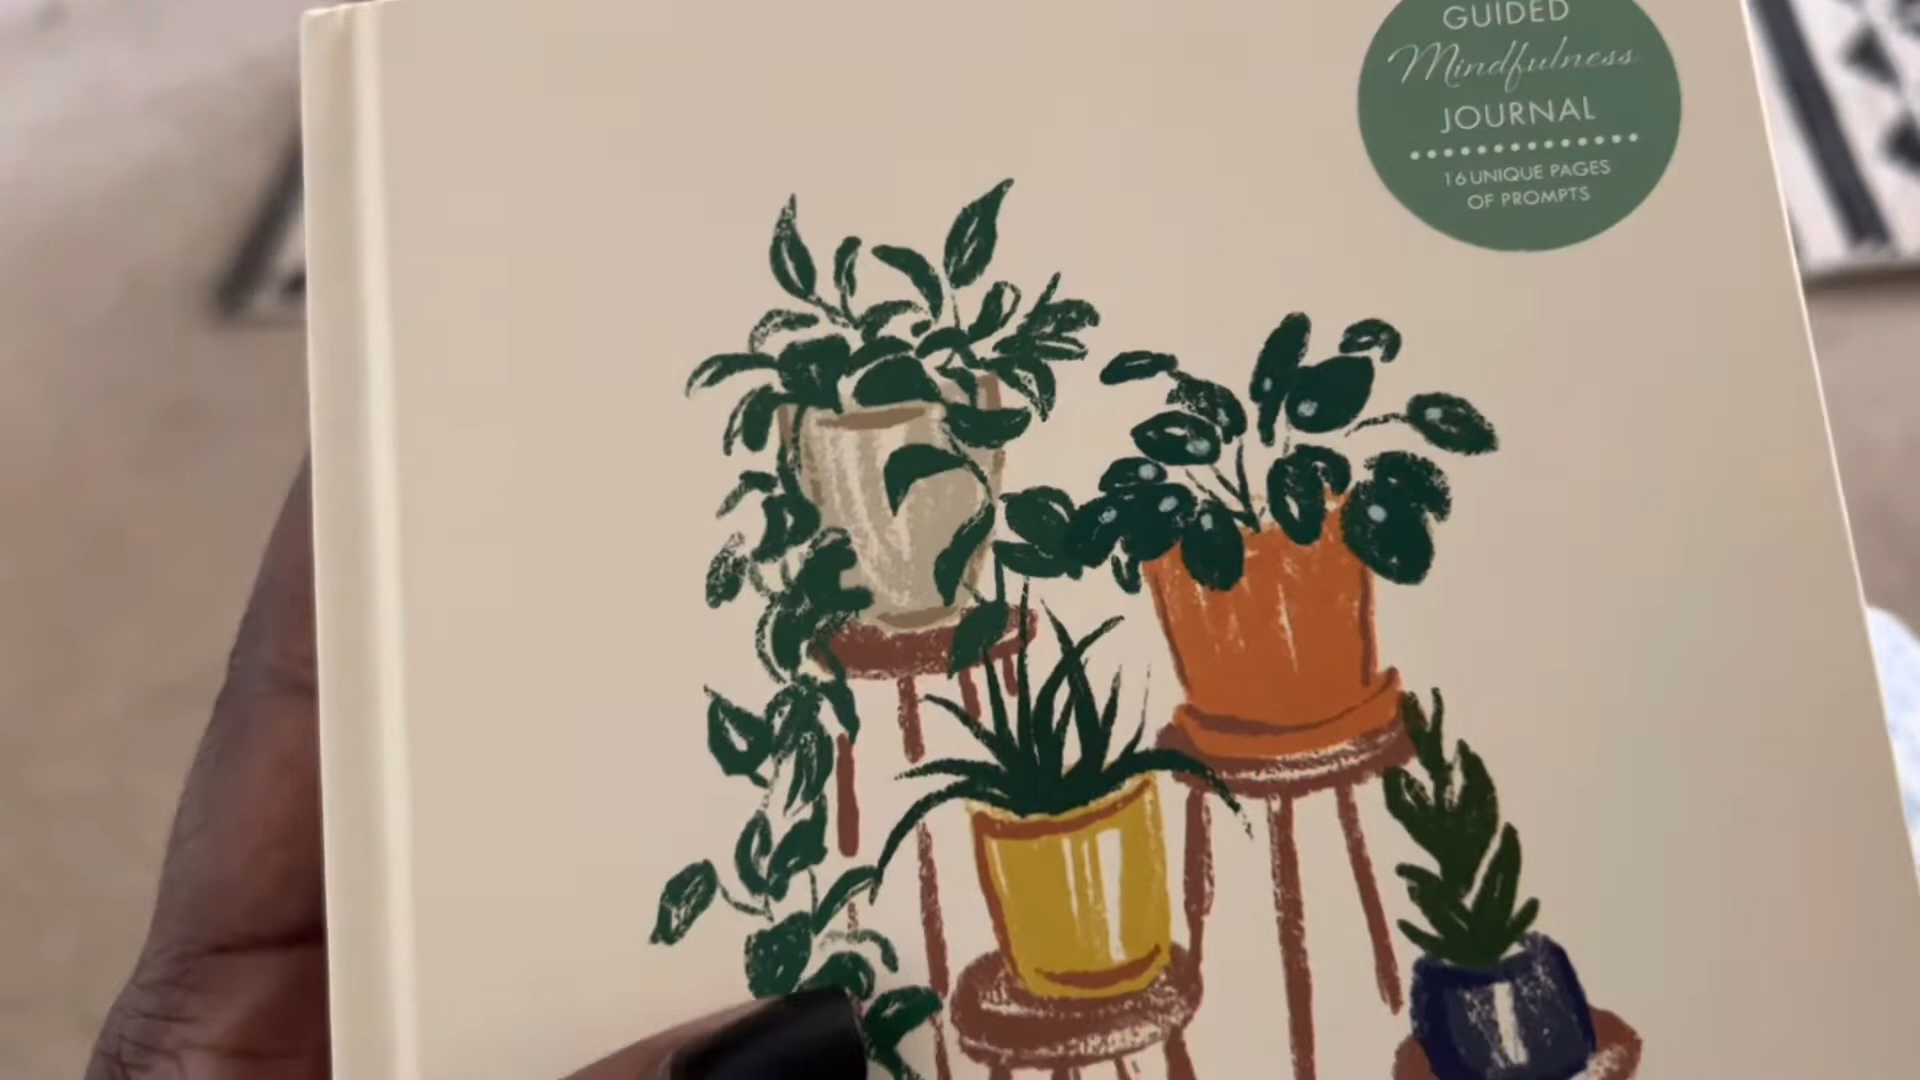 GUIDED
Mindfulness
JOURNAL
16 UNIQUE PAGES
OF PROMPTS